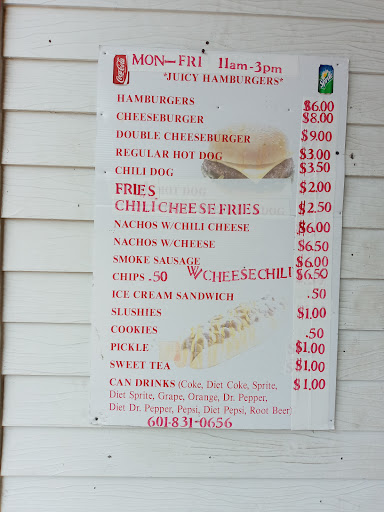 MON-FRI 11am-3pm
"JUICY HAMBURGERS"
HAMBURGERS $6.00
CHEESEBURGER $8.00
DOUBLE CHEESEBURGER $9.00
REGULAR HOT DOG $3.00
CHILI DOG $3.50
FRIES $2.00
CHILI CHEESE FRIES $2.50
NACHOS W/CHILI CHEESE $6.00
NACHOS W/CHEESE $6.50
SMOKE SAUSAGE $6.00
CHIPS .50 W/CHEESE CHILI $6.50
ICE CREAM SANDWICH .50
SLUSHIES $1.00
COOKIES .50
PICKLE $1.00
SWEET TEA $1.00
CAN DRINKS (Coke, Diet Coke, Sprite, $1.00
Diet Sprite, Grape, Orange, Dr. Pepper,
Diet Dr. Pepper, Pepsi, Diet Pepsi, Root Beer
601-831-0656